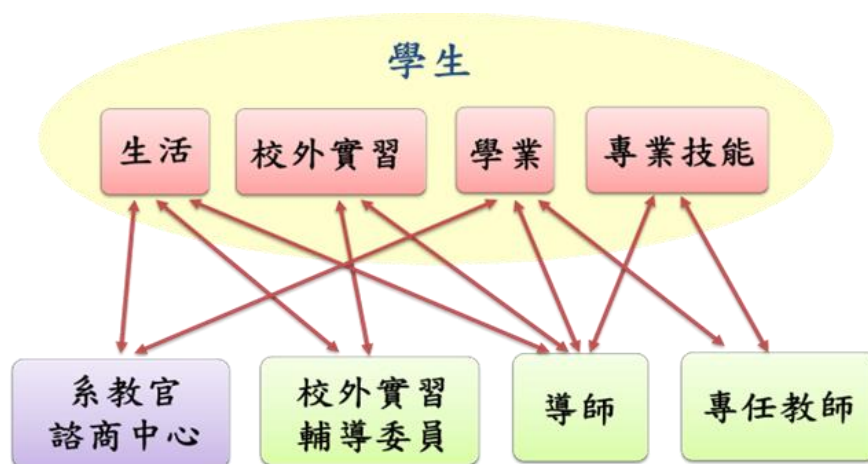 學生
生活
校外實習
學業
專業技能
系教官
諮商中心
校外實習
輔導委員
導師
專任教師